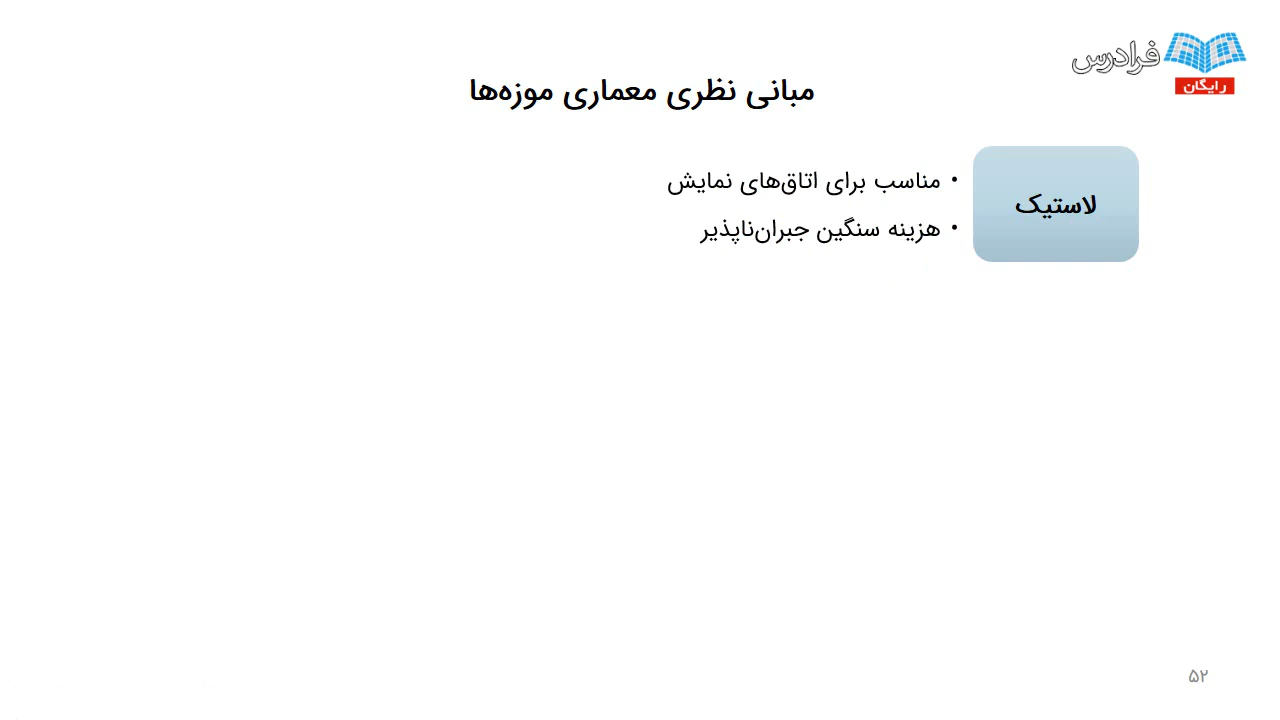 فرادرس
رایگان
مبانی نظری معماری موزه‌ها
لاستیک
• مناسب برای اتاق‌های نمایش
• هزینه سنگین جبران‌ناپذیر
۵۲